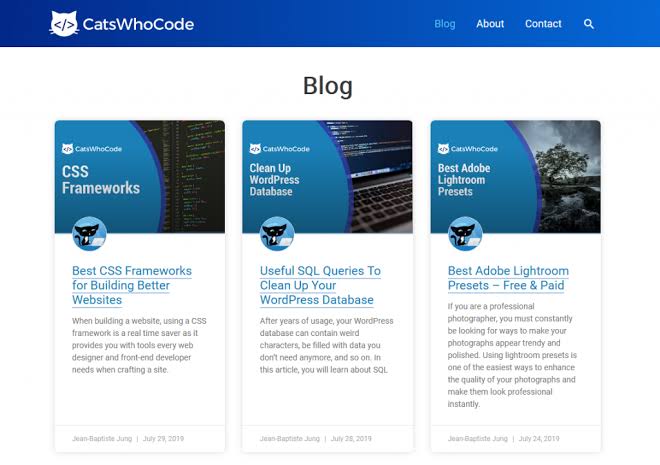 </> CatsWhoCode
Blog About Contact
Blog
</> CatsWhoCode
CSS
Frameworks
Best CSS Frameworks
for Building Better
Websites
When building a website, using a CSS
framework is a real time saver as it
provides you with tools every web
designer and front-end developer
needs when crafting a site.
Jean-Baptiste Jung | July 29, 2019
</> CatsWhoCode
Clean Up
WordPress
Database
Useful SQL Queries To
Clean Up Your
WordPress Database
After years of usage, your WordPress
database can contain weird
characters, be filled with data you
don't need anymore, and so on. In
this article, you will learn about SQL
Jean-Baptiste Jung | July 28, 2019
</> CatsWhoCode
Best Adobe
Lightroom
Presets
Best Adobe Lightroom
Presets – Free & Paid
If you are a professional
photographer, you must constantly
be looking for ways to make your
photographs appear trendy and
polished. Using lightroom presets is
one of the easiest ways to enhance
the quality of your photographs and
make them look professional
instantly.
Jean-Baptiste Jung | July 24, 2019